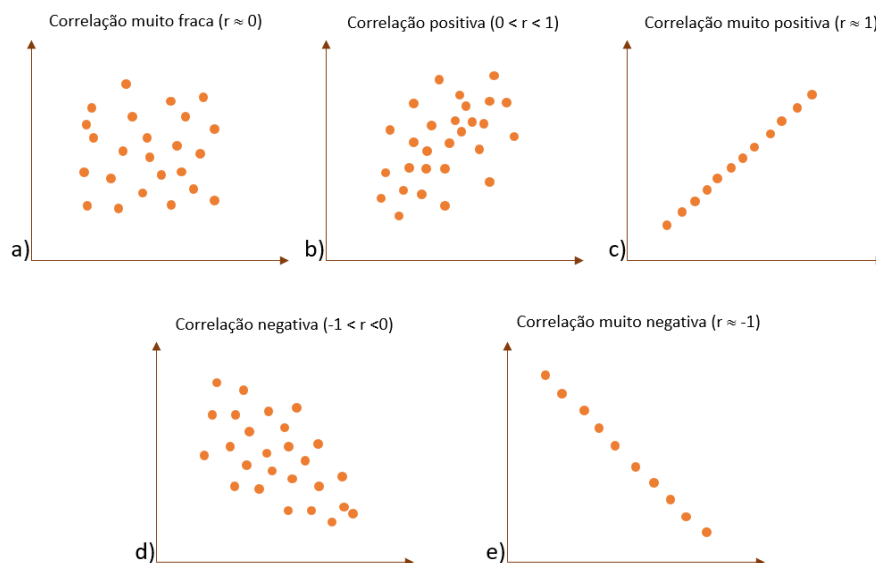 Correlação muito fraca (r ≈ 0)
Correlação positiva (0 < r < 1)
Correlação muito positiva (r ≈ 1)
a)
b)
c)
Correlação negativa (-1 < r <0)
Correlação muito negativa (r ≈ -1)
d)
e)